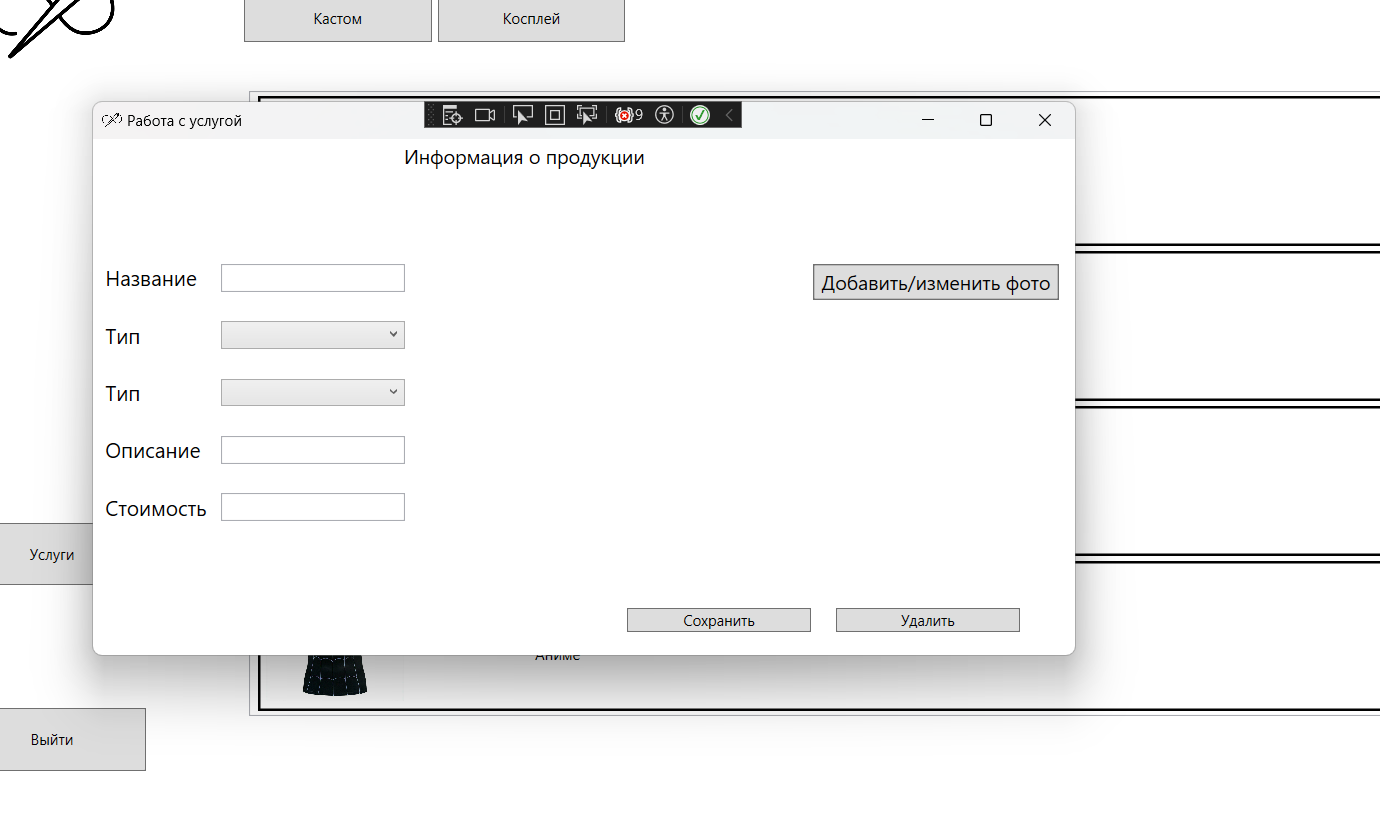 Кастом
Косплей
Работа с услугой
9
Информация о продукции
Название
Добавить/изменить фото
Тип
Тип
Описание
Стоимость
Услуги
Сохранить
Удалить
Аниме
Выйти